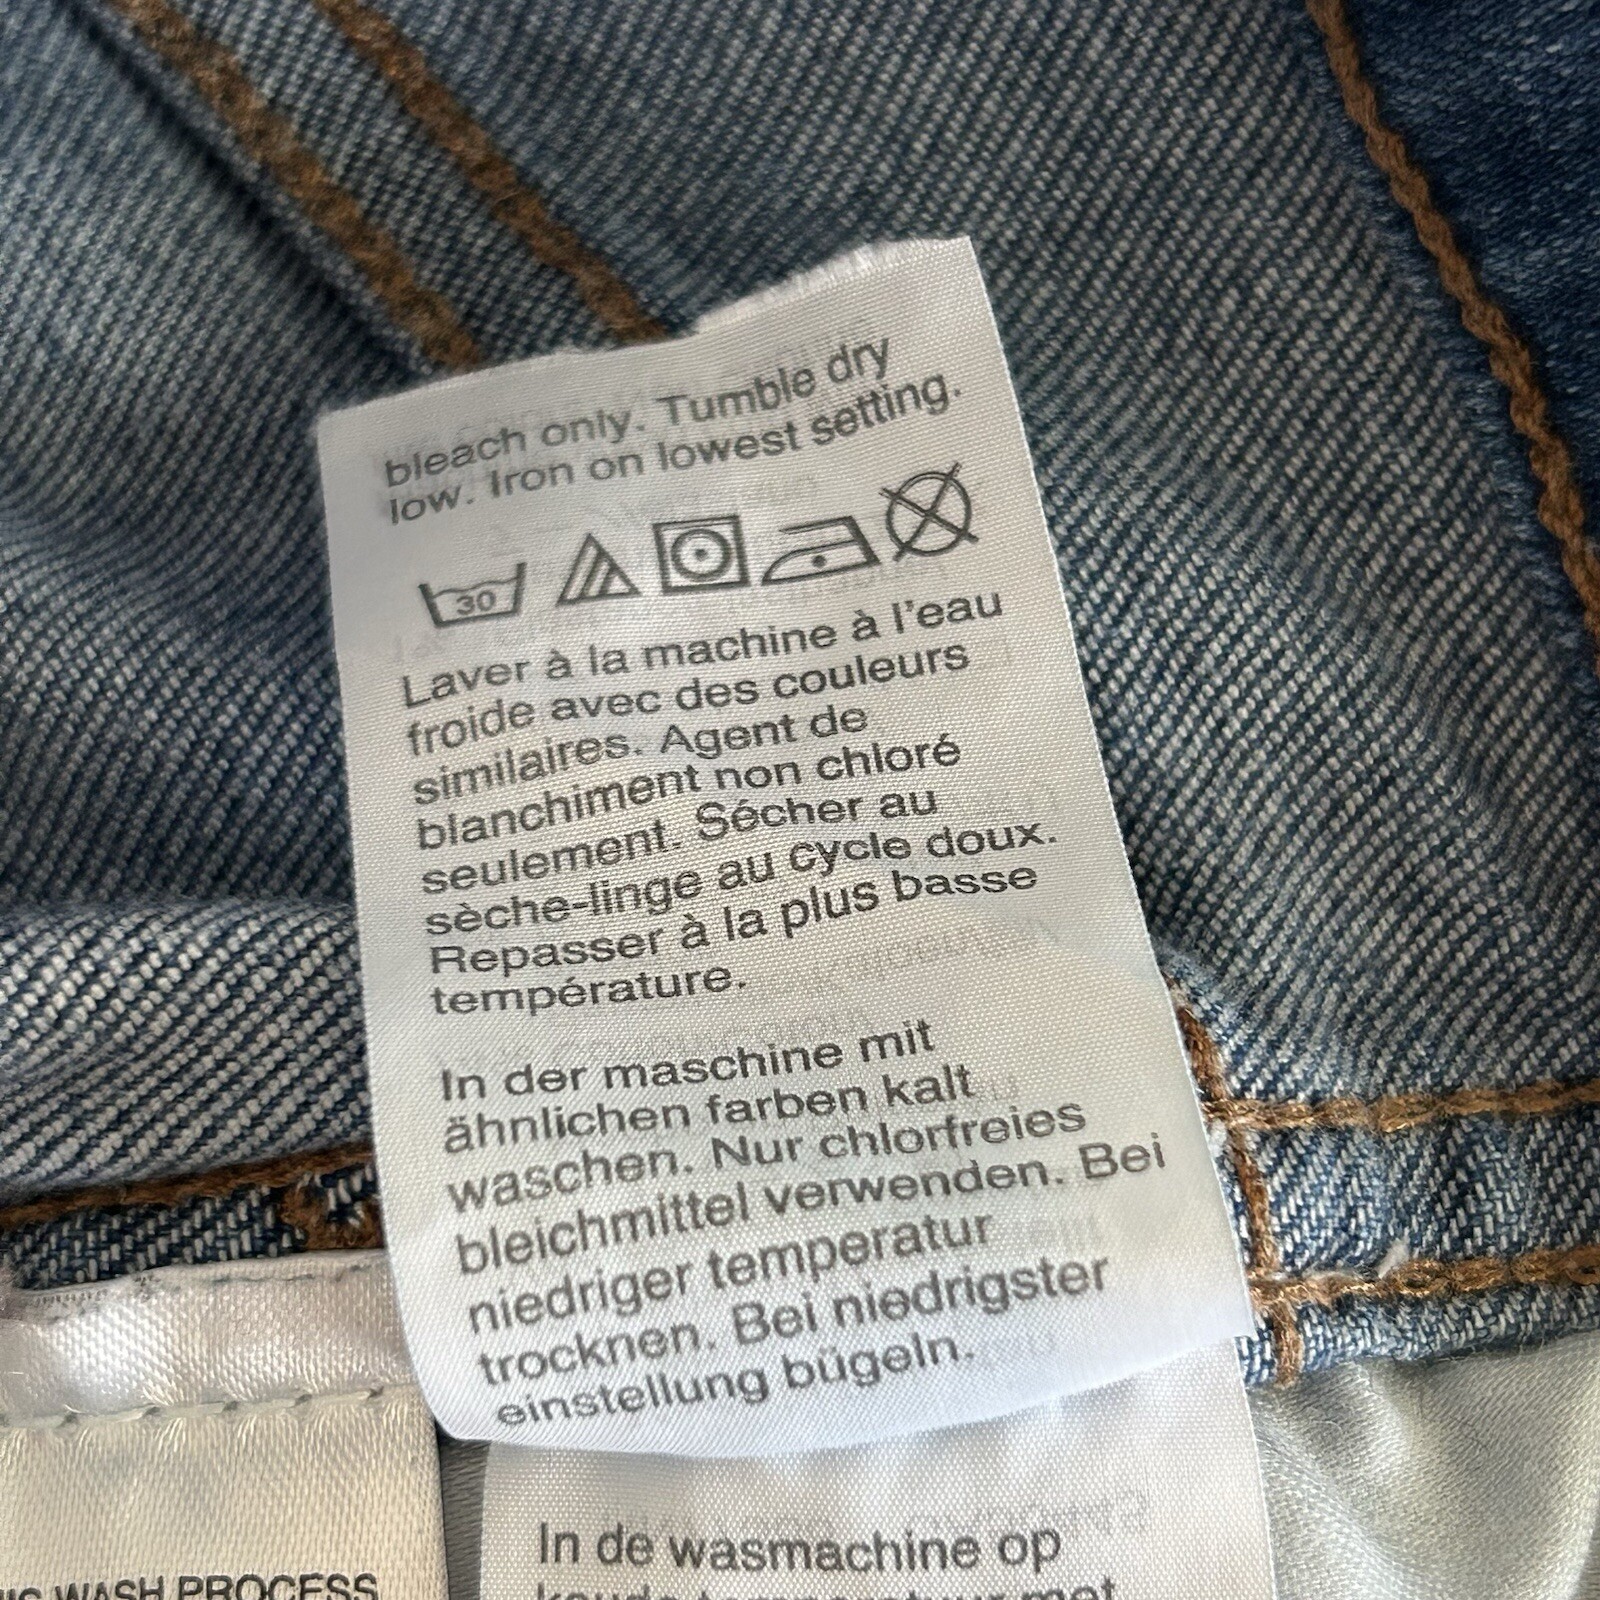 bleach only. Tumble dry
low. Iron on lowest setting.
30
Laver à la machine à l'eau
froide avec des couleurs
similaires. Agent de
blanchiment non chloré
seulement. Sécher au
sèche-linge au cycle doux.
Repasser à la plus basse
température.
In der maschine mit
ähnlichen farben kalt
waschen. Nur chlorfreies
bleichmittel verwenden. Bei
niedriger temperatur
trocknen. Bei niedrigster
einstellung bügeln.
In de wasmachine op
WASH PROCESS